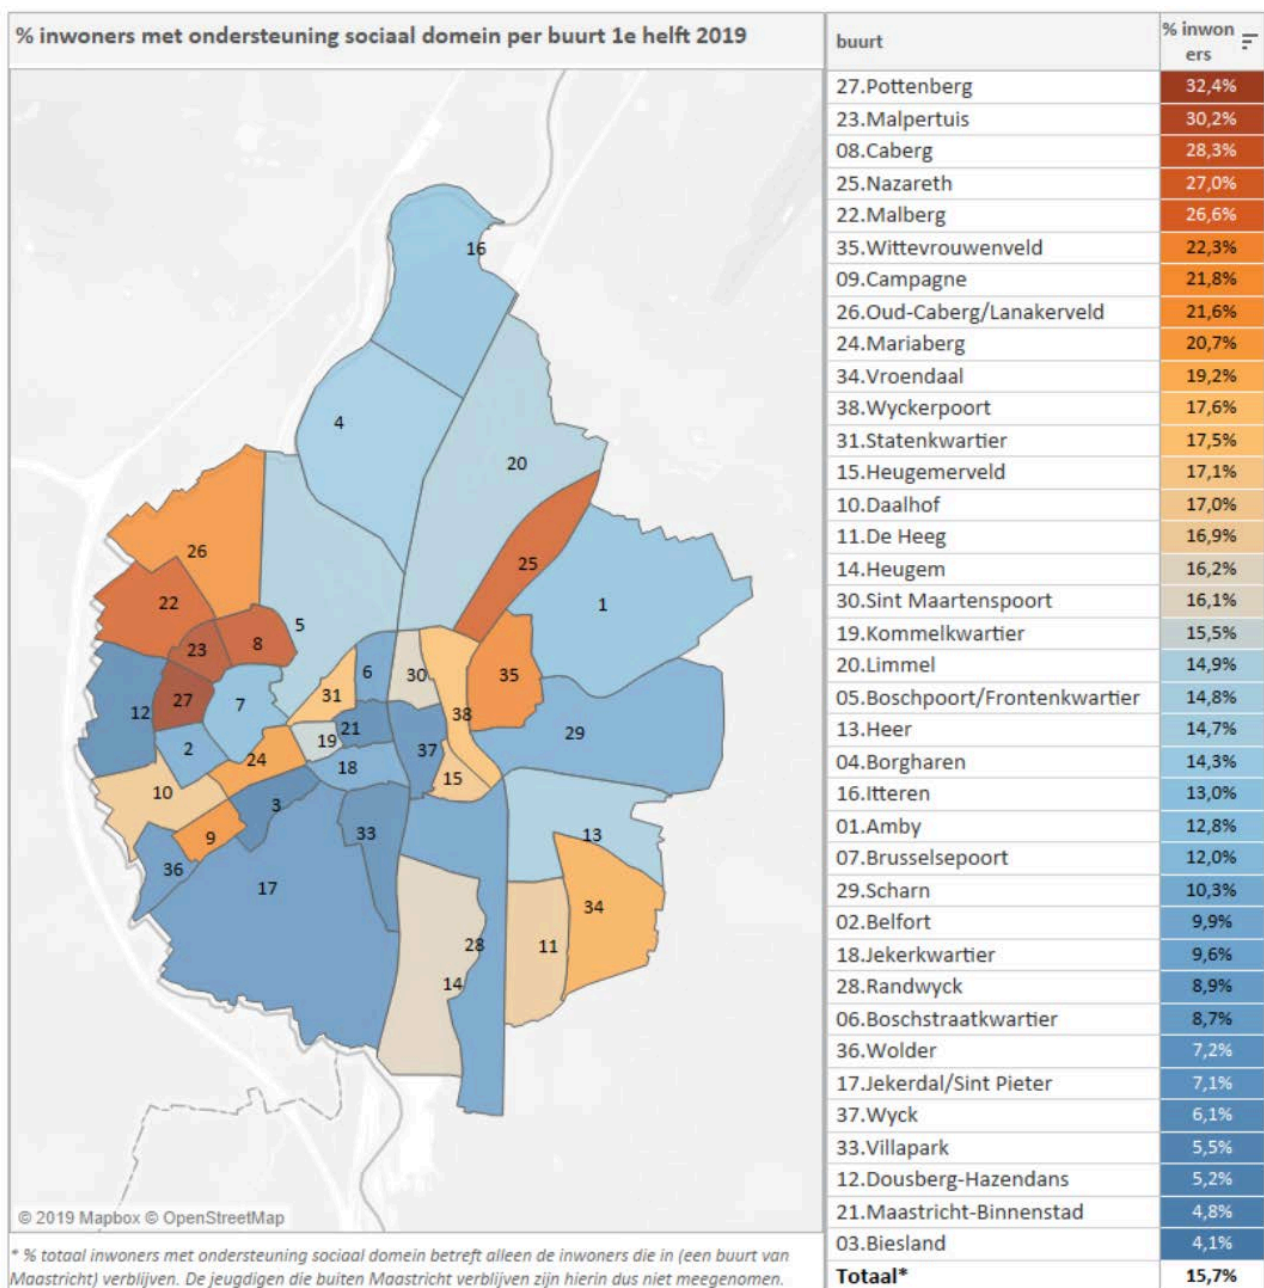 % inwoners met ondersteuning sociaal domein per buurt 1e helft 2019
16
4
20
26
25
22
1
5
8
23
6
30
35
27
7
31
12
38
21
29
19
2
37
24
18
15
10
3
13
33
9
36
17
34
28
11
14
© 2019 Mapbox © OpenStreetMap
* % totaal inwoners met ondersteuning sociaal domein betreft alleen de inwoners die in (een buurt van
Maastricht) verblijven. De jeugdigen die buiten Maastricht verblijven zijn hierin dus niet meegenomen.
buurt % inwon
ers
27.Pottenberg 32,4%
23.Malpertuis 30,2%
08.Caberg 28,3%
25.Nazareth 27,0%
22.Malberg 26,6%
35.Wittevrouwenveld 22,3%
09.Campagne 21,8%
26.Oud-Caberg/Lanakerveld 21,6%
24.Mariaberg 20,7%
34.Vroendaal 19,2%
38.Wyckerpoort 17,6%
31.Statenkwartier 17,5%
15.Heugemerveld 17,1%
10.Daalhof 17,0%
11.De Heeg 16,9%
14.Heugem 16,2%
30.Sint Maartenspoort 16,1%
19.Kommelkwartier 15,5%
20.Limmel 14,9%
05.Boschpoort/Frontenkwartier 14,8%
13.Heer 14,7%
04.Borgharen 14,3%
16.Itteren 13,0%
01.Amby 12,8%
07.Brusselsepoort 12,0%
29.Scharn 10,3%
02.Belfort 9,9%
18.Jekerkwartier 9,6%
28.Randwyck 8,9%
06.Boschstraatkwartier 8,7%
36.Wolder 7,2%
17.Jekerdal/Sint Pieter 7,1%
37.Wyck 6,1%
33.Villapark 5,5%
12.Dousberg-Hazendans 5,2%
21.Maastricht-Binnenstad 4,8%
03.Biesland 4,1%
Totaal* 15,7%